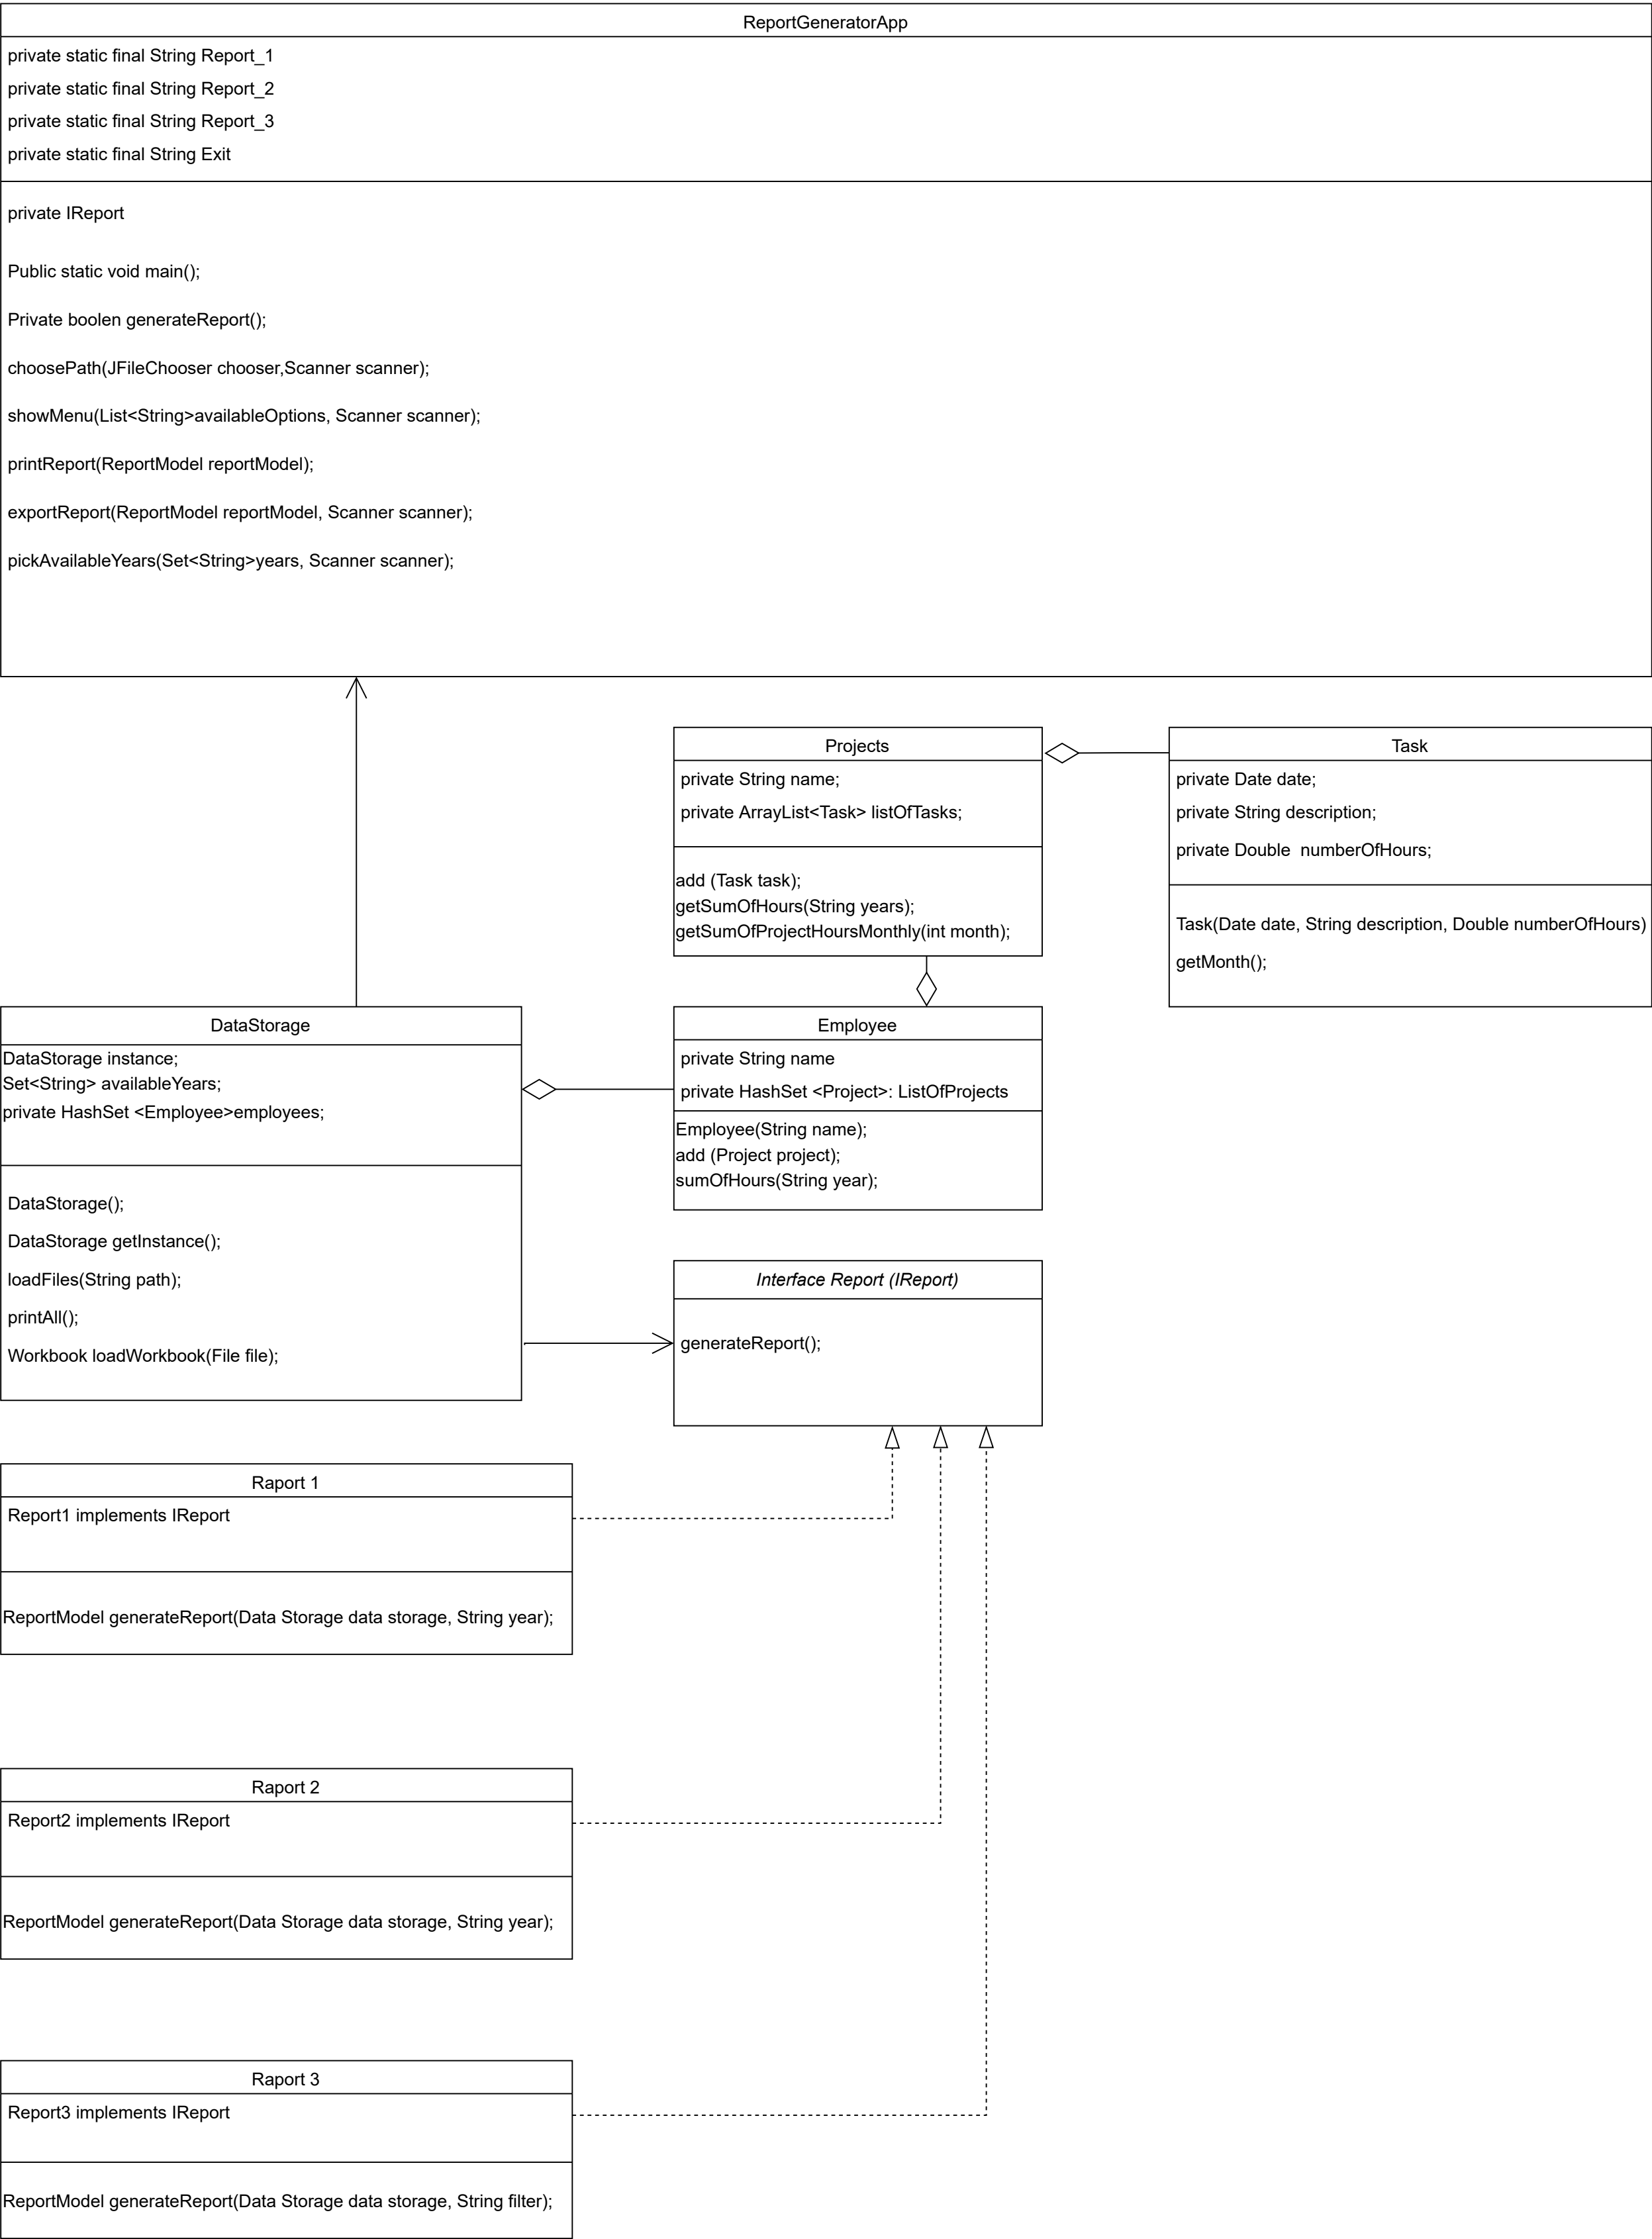 ReportGeneratorApp
private static final String Report_1
private static final String Report_2
private static final String Report_3
private static final String Exit
private IReport
Public static void main();
Private boolen generateReport();
choosePath(JFileChooser chooser,Scanner scanner);
showMenu(List<String>availableOptions, Scanner scanner);
printReport(ReportModel reportModel);
exportReport(ReportModel reportModel, Scanner scanner);
pickAvailableYears(Set<String>years, Scanner scanner);
Projects
private String name;
private ArrayList<Task> listOfTasks;
add (Task task);
getSumOfHours(String years);
getSumOfProjectHoursMonthly(int month);
Task
private Date date;
private String description;
private Double  numberOfHours;
Task(Date date, String description, Double numberOfHours)
getMonth();
DataStorage
DataStorage instance;
Set<String> availableYears;
private HashSet <Employee>employees;
DataStorage();
DataStorage getInstance();
loadFiles(String path);
printAll();
Workbook loadWorkbook(File file);
Employee
private String name
private HashSet <Project>: ListOfProjects
Employee(String name);
add (Project project);
sumOfHours(String year);
Interface Report (IReport)
generateReport();
Raport 1
Report1 implements IReport
ReportModel generateReport(Data Storage data storage, String year);
Raport 2
Report2 implements IReport
ReportModel generateReport(Data Storage data storage, String year);
Raport 3
Report3 implements IReport
ReportModel generateReport(Data Storage data storage, String filter);